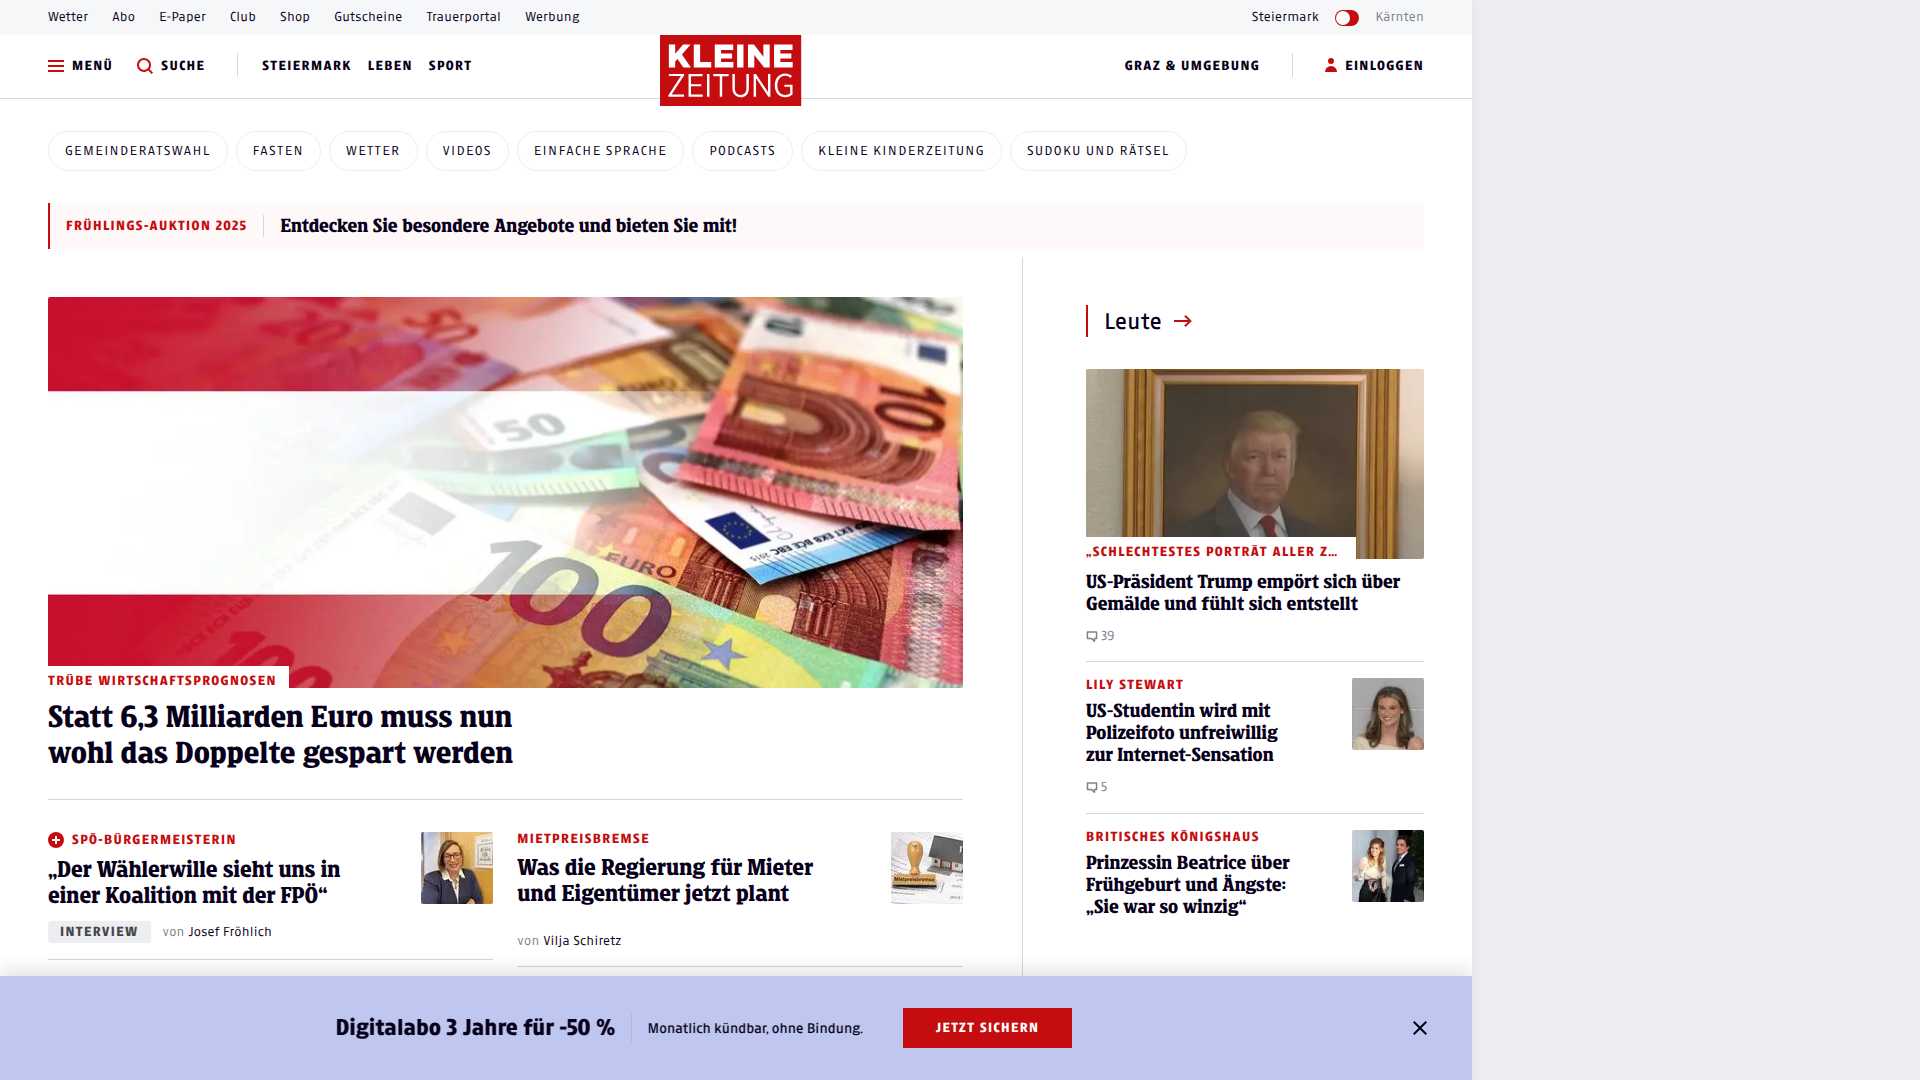 Wetter Abo E-Paper Club Shop Gutscheine Trauerportal Werbung Steiermark Kärnten
MENÜ SUCHE STEIERMARK LEBEN SPORT KLEINE ZEITUNG GRAZ & UMGEBUNG EINLOGGEN
GEMEINDERATSWAHL FASTEN WETTER VIDEOS EINFACHE SPRACHE PODCASTS KLEINE KINDERZEITUNG SUDOKU UND RÄTSEL
FRÜHLINGS-AUKTION 2025 Entdecken Sie besondere Angebote und bieten Sie mit!
50
10
100
EURO
TRÜBE WIRTSCHAFTSPROGNOSEN
Statt 6,3 Milliarden Euro muss nun
wohl das Doppelte gespart werden
SPÖ-BÜRGERMEISTERIN
„Der Wählerwille sieht uns in
einer Koalition mit der FPÖ“
INTERVIEW von Josef Fröhlich
MIETPREISBREMSE
Was die Regierung für Mieter
und Eigentümer jetzt plant
Mietpreisbremse
von Vilja Schiretz
Leute
„SCHLECHTESTES PORTRÄT ALLER Z...
US-Präsident Trump empört sich über
Gemälde und fühlt sich entstellt
39
LILY STEWART
US-Studentin wird mit
Polizeifoto unfreiwillig
zur Internet-Sensation
5
BRITISCHES KÖNIGSHAUS
Prinzessin Beatrice über
Frühgeburt und Ängste:
„Sie war so winzig“
Digitalabo 3 Jahre für -50 % Monatlich kündbar, ohne Bindung. JETZT SICHERN